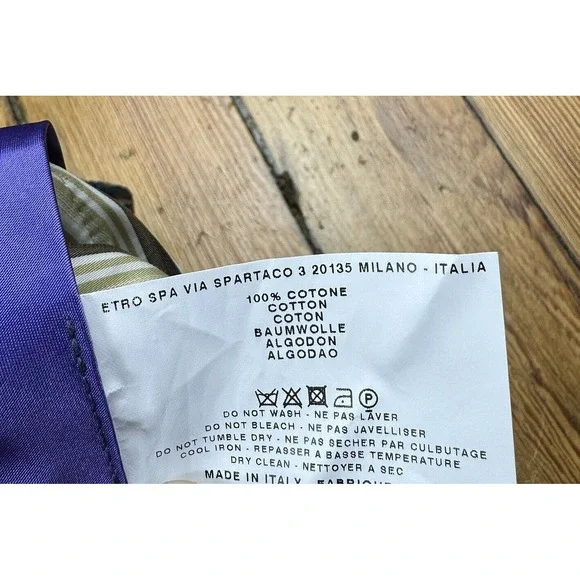 ETRO SPA VIA SPARTACO 3 20135 MILANO - ITALIA
100% COTONE
COTTON
COTON
BAUMWOLLE
ALGODON
ALGODAO
P
DO NOT WASH - NE PAS LAVER
DO NOT BLEACH - NE PAS JAVELLISER
DO NOT TUMBLE DRY - NE PAS SECHER PAR CULBUTAGE
COOL IRON - REPASSER A BASSE TEMPERATURE
DRY CLEAN - NETTOYER A SEC
MADE IN ITALY - FABRIQUE